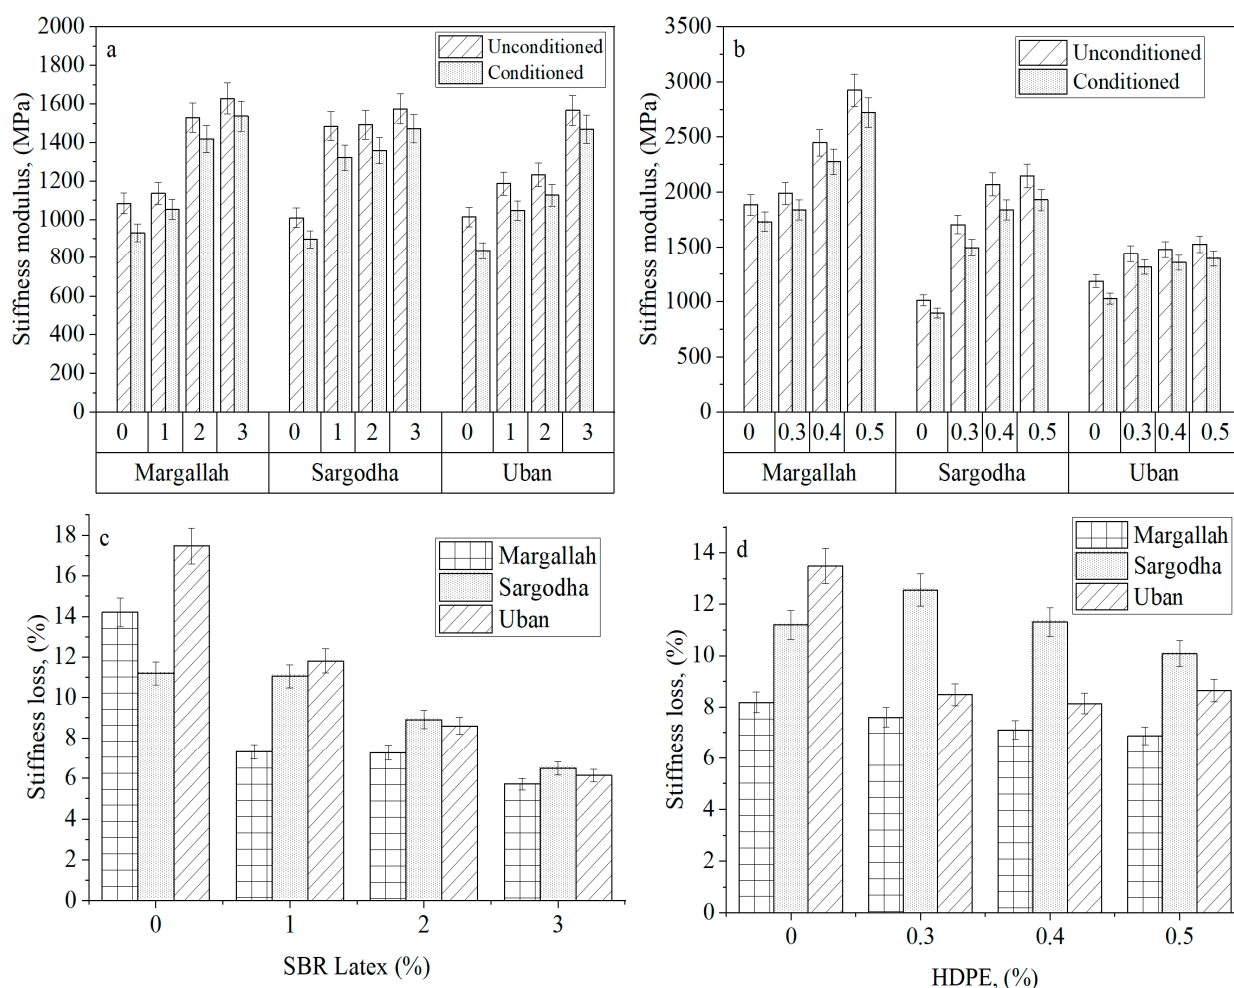 a
Unconditioned
Conditioned
Stiffness modulus, (MPa)
2000
1800
1600
1400
1200
1000
800
600
400
200
0
0 1 2 3 0 1 2 3 0 1 2 3
Margallah Sargodha Uban
b
Unconditioned
Conditioned
Stiffness modulus, (MPa)
3500
3000
2500
2000
1500
1000
500
0
0 0.3 0.4 0.5 0 0.3 0.4 0.5 0 0.3 0.4 0.5
Margallah Sargodha Uban
c
Margallah
Sargodha
Uban
Stiffness loss, (%)
18
16
14
12
10
8
6
4
2
0
0 1 2 3
SBR Latex (%)
d
Margallah
Sargodha
Uban
Stiffness loss, (%)
14
12
10
8
6
4
2
0
0 0.3 0.4 0.5
HDPE, (%)